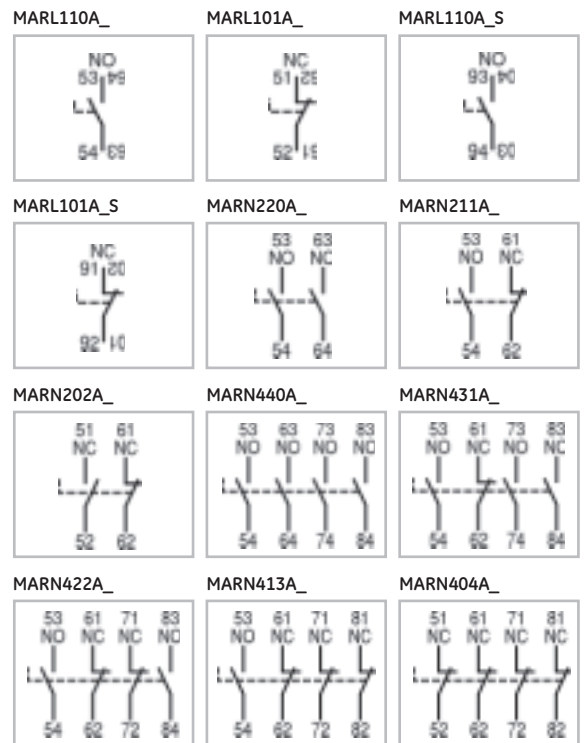 MARL110A_ MARL101A_ MARL110A_S
NO NC NO
53 51 93
54 52 94
MARL101A_S MARN220A_ MARN211A_
NC
91
92
53 63
NO NO
54 64
53 61
NO NC
54 62
MARN202A_ MARN440A_ MARN431A_
51 61
NC NC
52 62
53 63 73 83
NO NO NO NO
54 64 74 84
53 61 73 83
NO NC NO NO
54 62 74 84
MARN422A_ MARN413A_ MARN404A_
53 61 71 83
NO NC NC NO
54 62 72 84
53 61 71 81
NO NC NC NC
54 62 72 82
51 61 71 81
NC NC NC NC
52 62 72 82